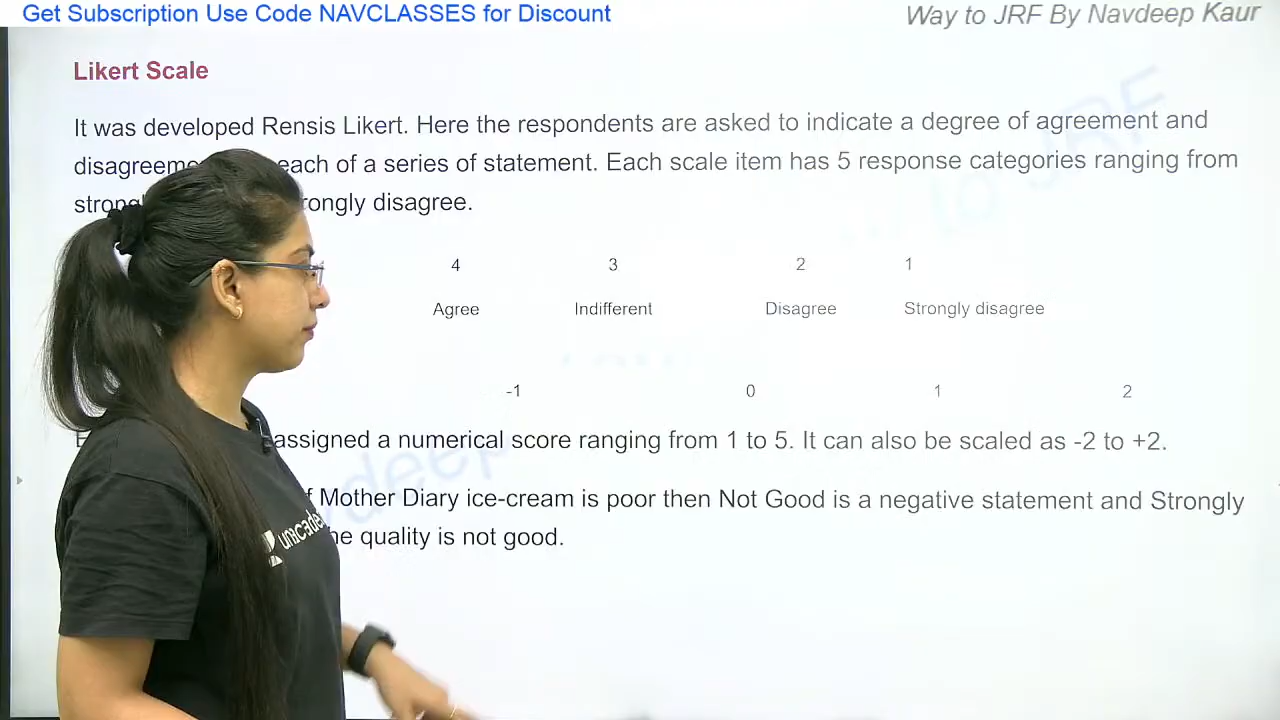 Get Subscription Use Code NAVCLASSES for Discount
Way to JRF By Navdeep Kaur
Likert Scale
It was developed Rensis Likert. Here the respondents are asked to indicate a degree of agreement and
each of a series of statement. Each scale item has 5 response categories ranging from
disagree.
4 3 2 1
Agree Indifferent Disagree Strongly disagree
-1 0 1 2
assigned a numerical score ranging from 1 to 5. It can also be scaled as -2 to +2.
Mother Diary ice-cream is poor then Not Good is a negative statement and Strongly
quality is not good.